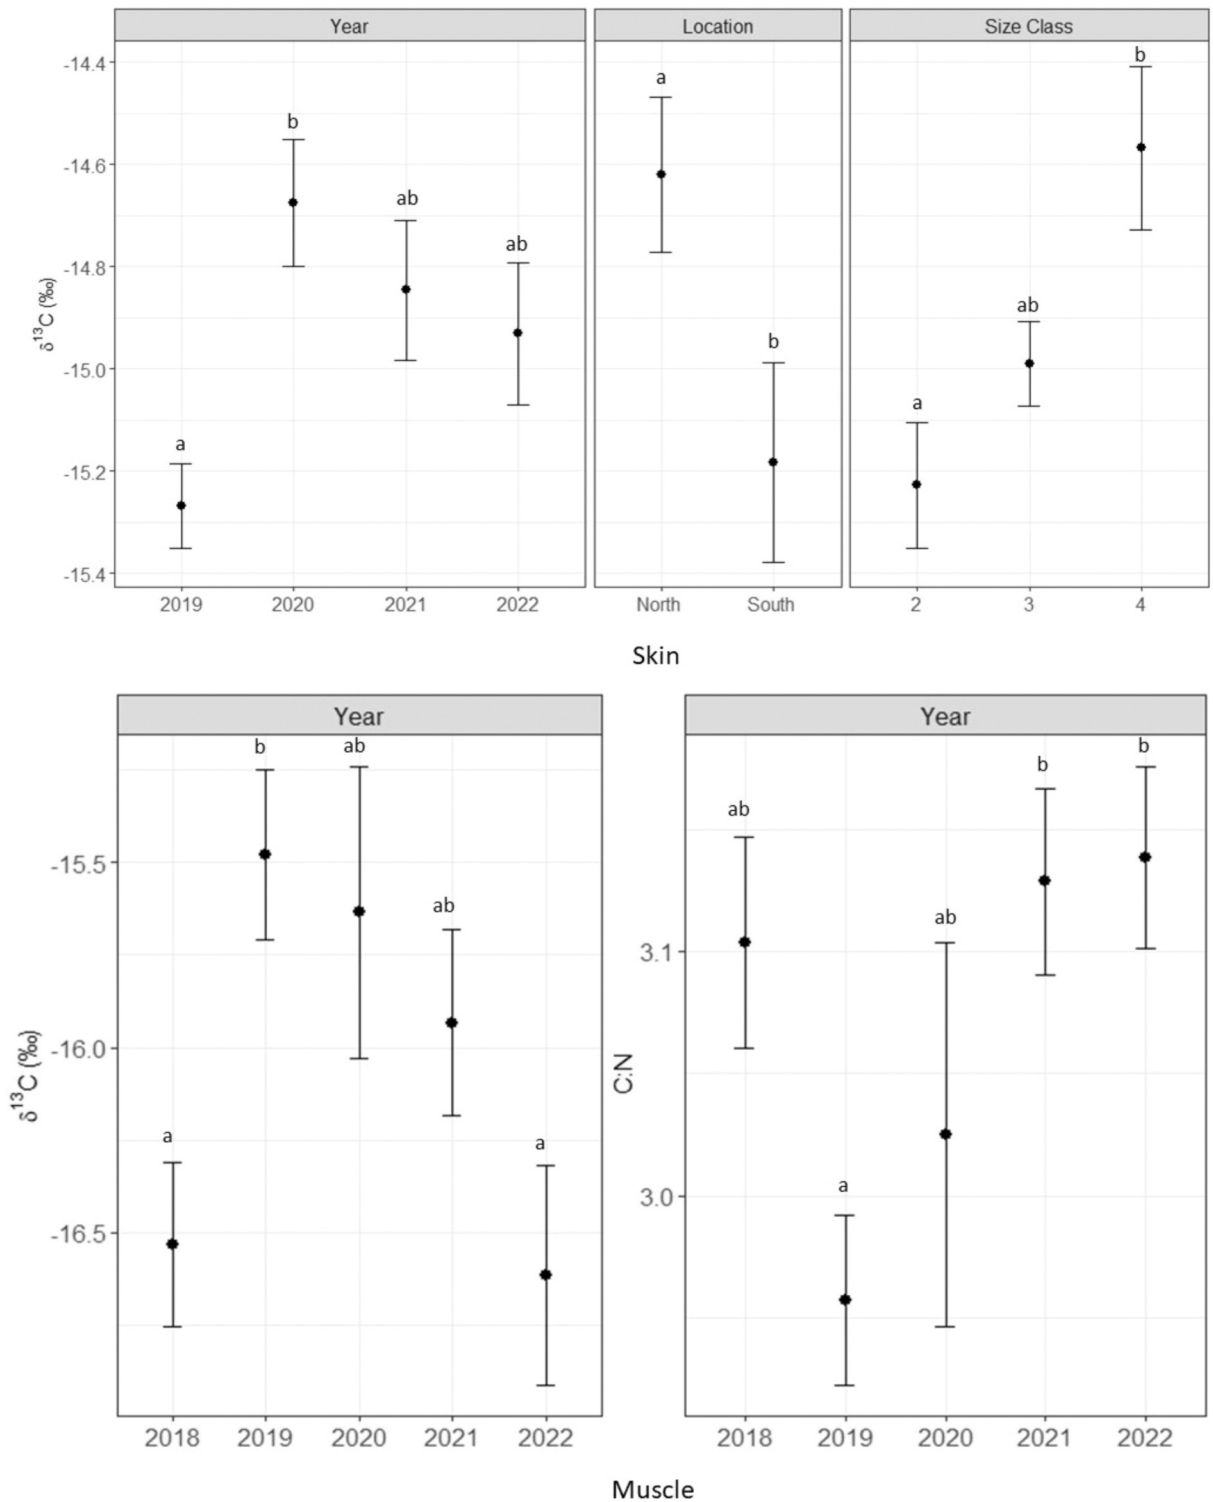 Year Location Size Class
-14.4
-14.6
-14.8
-15.0
-15.2
-15.4
δ13C (‰)
a b ab ab
a b
a ab b
2019 2020 2021 2022 North South 2 3 4
Skin
Year Year
-15.5
-16.0
-16.5
δ13C (‰)
a b ab ab a
3.1
3.0
C:N
ab a ab b b
2018 2019 2020 2021 2022 2018 2019 2020 2021 2022
Muscle